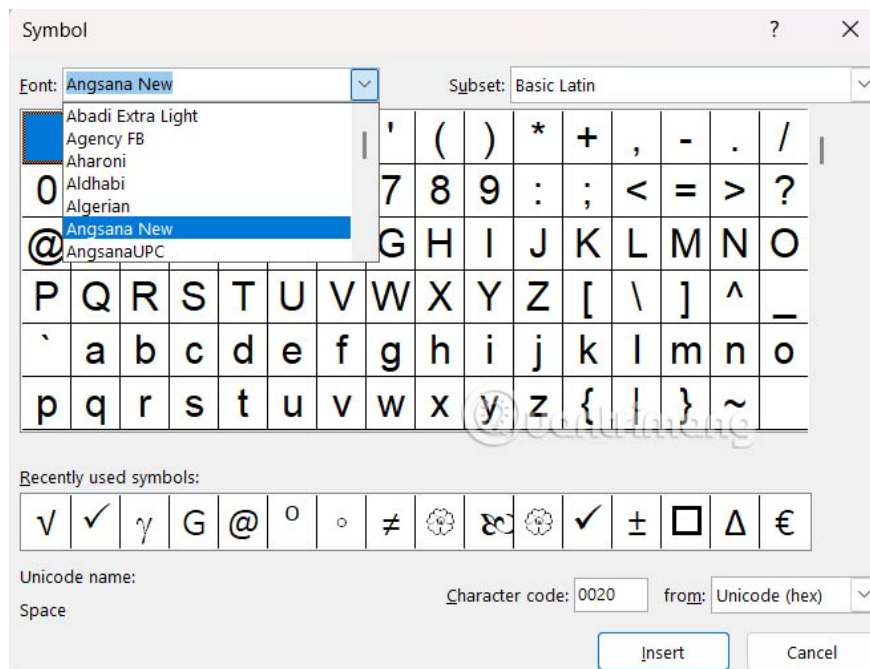 Symbol ? ×
Font: Angsana New Subset: Basic Latin
Abadi Extra Light
Agency FB
Aharoni
Aldhabi
Algerian
Angsana New
AngsanaUPC
' ( ) * + , - . /
0 7 8 9 : ; < = > ?
@ G H I J K L M N O
P Q R S T U V W X Y Z [ \ ] ^ _
` a b c d e f g h i j k l m n o
p q r s t u v w x y z { | } ~
Quantrimang
Recently used symbols:
√ ✓ γ G @ º ◦ ≠ ✓ ± □ Δ €
Unicode name:
Space
Character code: 0020 from: Unicode (hex)
Insert Cancel